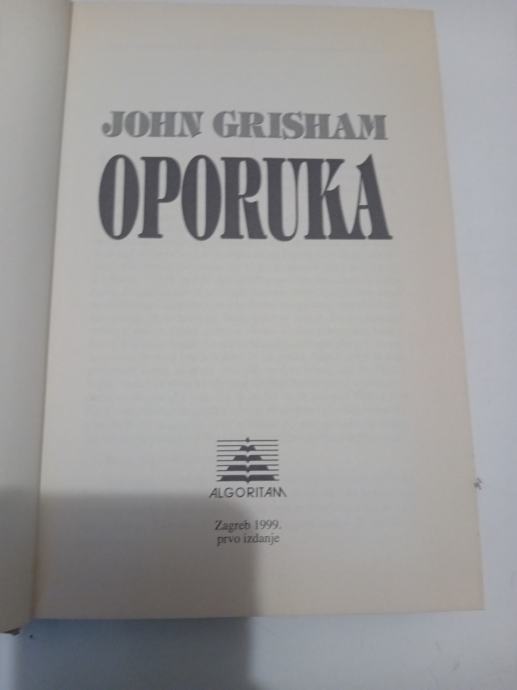 JOHN GRISHAM
OPORUKA
ALGORITAM
Zagreb 1999.
prvo izdanje